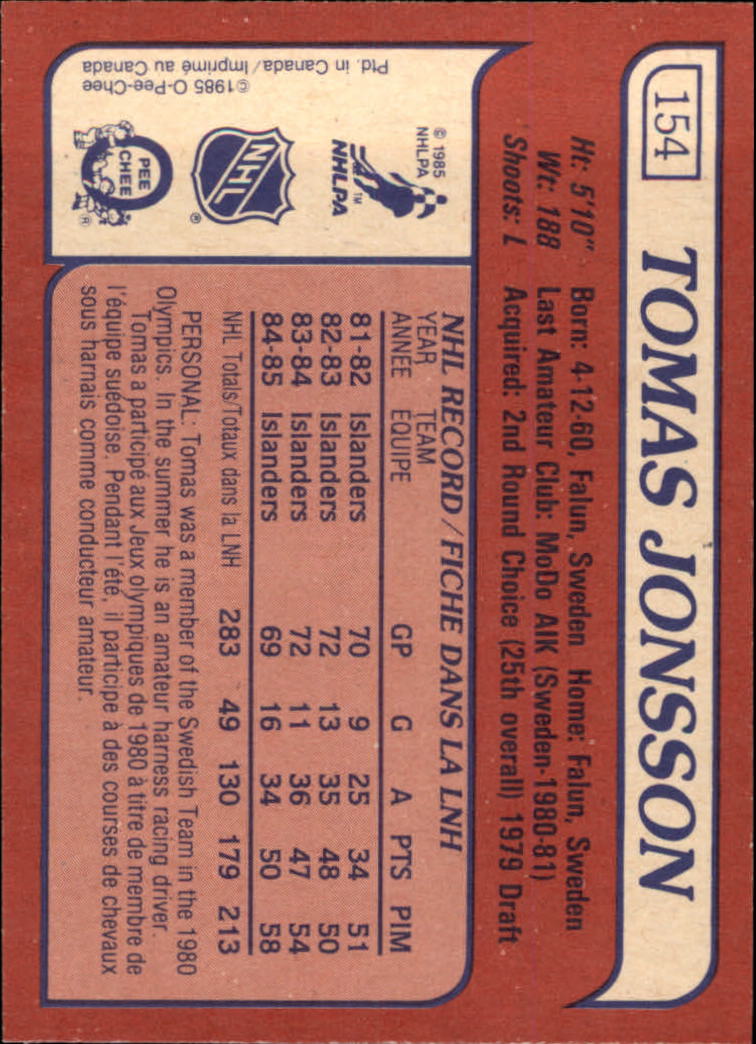 154
TOMAS JONSSON
Ht: 5'10" Born: 4-12-60, Falun, Sweden Home: Falun, Sweden
Wt: 188 Last Amateur Club: MoDo AIK (Sweden-1980-81)
Shoots: L Acquired: 2nd Round Choice (25th overall) 1979 Draft
© 1985
NHLPA
NHLPA™
NHL
®
PEE
CHEE
®
©1985 O-Pee-Chee
Ptd. in Canada/Imprimé au Canada
NHL RECORD/FICHE DANS LA LNH
YEAR TEAM
ANNÉE ÉQUIPE GP G A PTS PIM
81-82 Islanders 70 9 25 34 51
82-83 Islanders 72 13 35 48 50
83-84 Islanders 72 11 36 47 54
84-85 Islanders 69 16 34 50 58
NHL Totals/Totaux dans la LNH 283 49 130 179 213
PERSONAL: Tomas was a member of the Swedish Team in the 1980
Olympics. In the summer he is an amateur harness racing driver.
Tomas a participé aux Jeux olympiques de 1980 à titre de membre de
l'équipe suédoise. Pendant l'été, il participe à des courses de chevaux
sous harnais comme conducteur amateur.